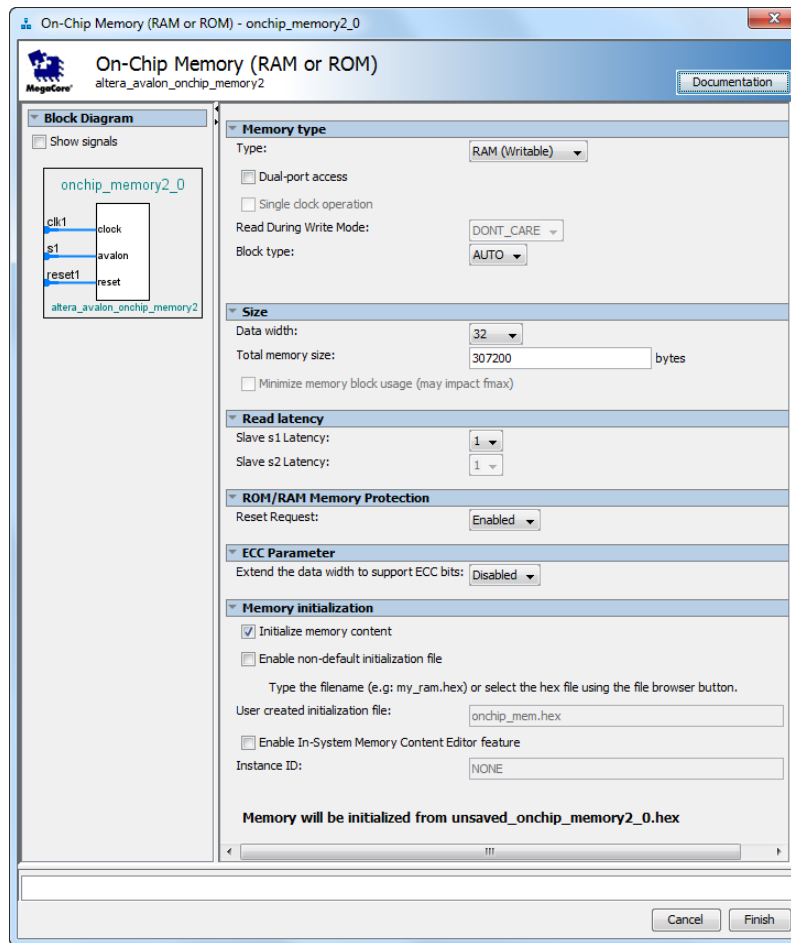 On-Chip Memory (RAM or ROM) - onchip_memory2_0
On-Chip Memory (RAM or ROM)
altera_avalon_onchip_memory2
MegaCore®
Documentation
Block Diagram
Show signals
onchip_memory2_0
clk1
clock
s1
avalon
reset1
reset
altera_avalon_onchip_memory2
Memory type
Type: RAM (Writable)
Dual-port access
Single clock operation
Read During Write Mode: DONT_CARE
Block type: AUTO
Size
Data width: 32
Total memory size: 307200 bytes
Minimize memory block usage (may impact fmax)
Read latency
Slave s1 Latency: 1
Slave s2 Latency: 1
ROM/RAM Memory Protection
Reset Request: Enabled
ECC Parameter
Extend the data width to support ECC bits: Disabled
Memory initialization
Initialize memory content
Enable non-default initialization file
Type the filename (e.g: my_ram.hex) or select the hex file using the file browser button.
User created initialization file: onchip_mem.hex
Enable In-System Memory Content Editor feature
Instance ID: NONE
Memory will be initialized from unsaved_onchip_memory2_0.hex
Cancel Finish